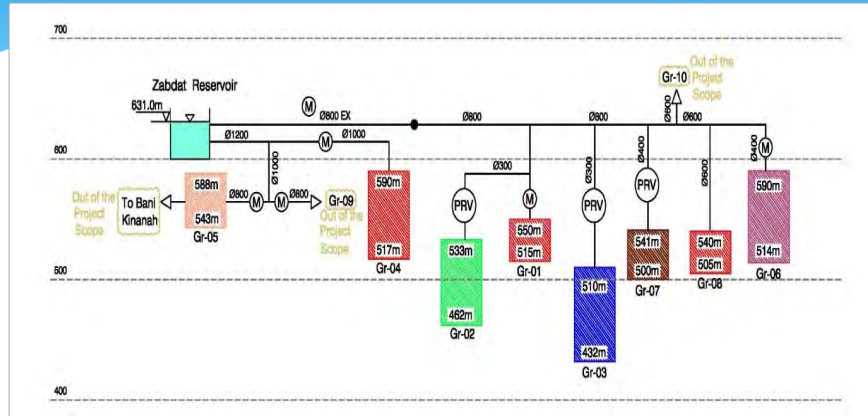 700
Out of the
Project
Scope
Gr-10
Zabdat Reservoir
631.0m
M
Ø800 EX
Ø800
Ø800
Ø600
Ø600
Ø1200
M
Ø1000
600
Ø1000
Ø300
Ø300
Ø400
Ø600
Ø400
M
Out of the
Project
Scope
To Bani
Kinanah
588m
543m
Gr-05
Ø800
M
M
Ø800
Gr-09
Out of the
Project
Scope
590m
517m
Gr-04
PRV
M
PRV
PRV
533m
462m
Gr-02
550m
515m
Gr-01
510m
432m
Gr-03
541m
500m
Gr-07
540m
505m
Gr-08
590m
514m
Gr-06
500
400